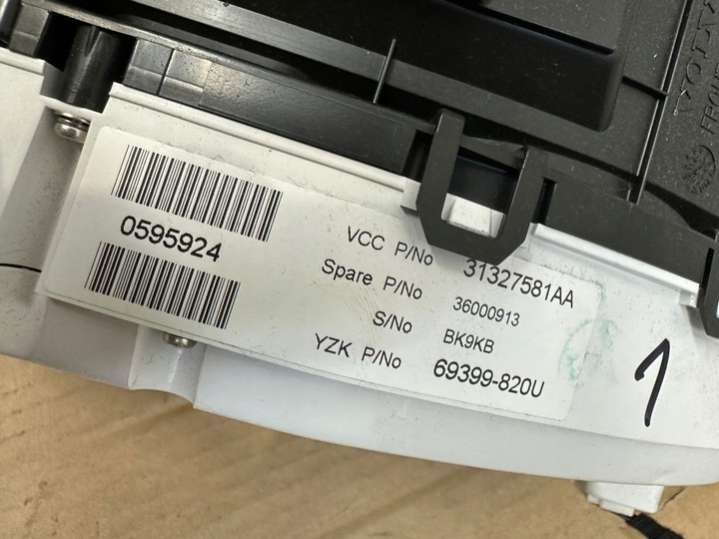 0595924
VCC P/No 31327581AA
Spare P/No 36000913
S/No BK9KB
YZK P/No 69399-820U
1